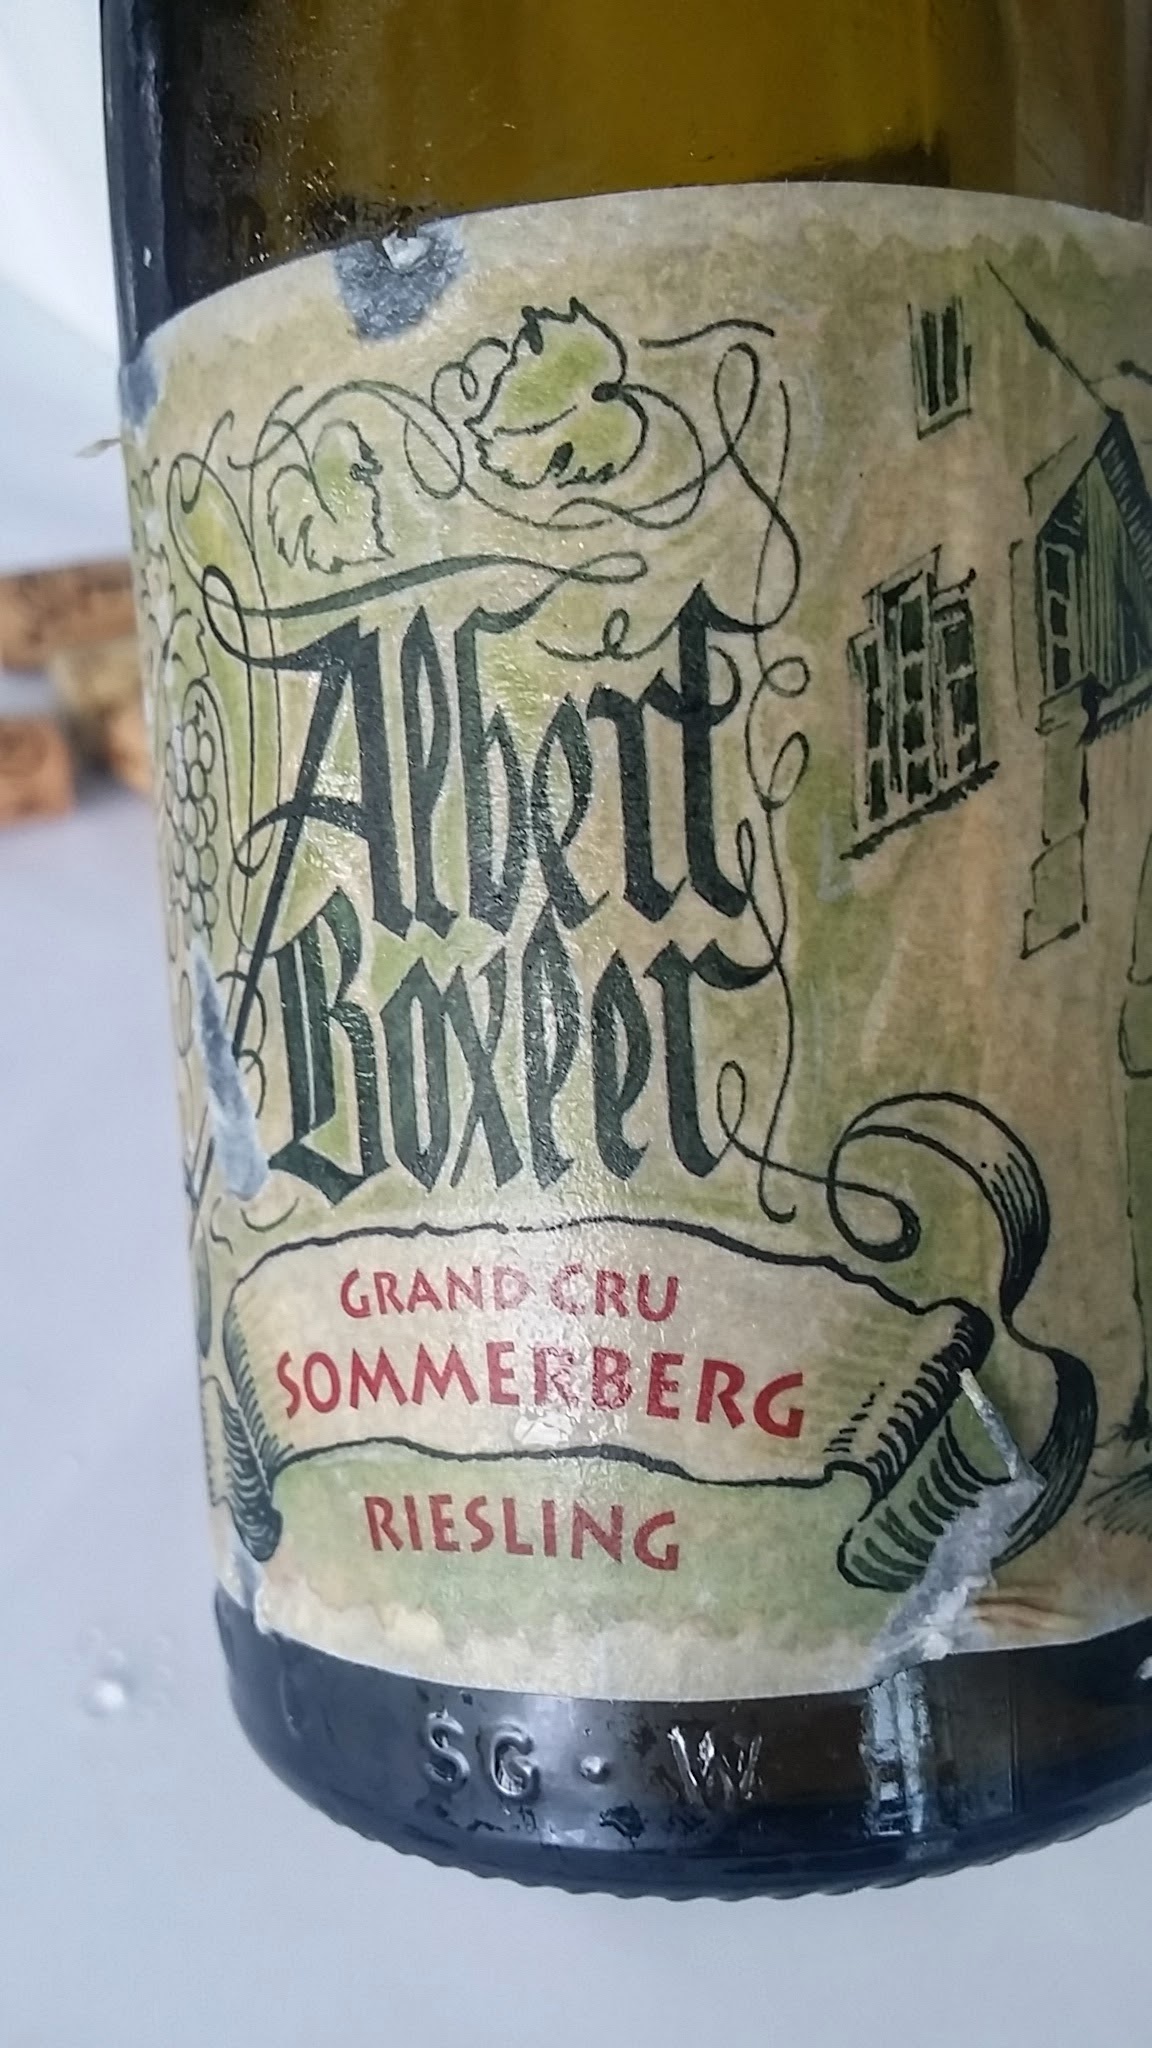 Albert
Boxler
GRAND CRU
SOMMERBERG
RIESLING
SG · W